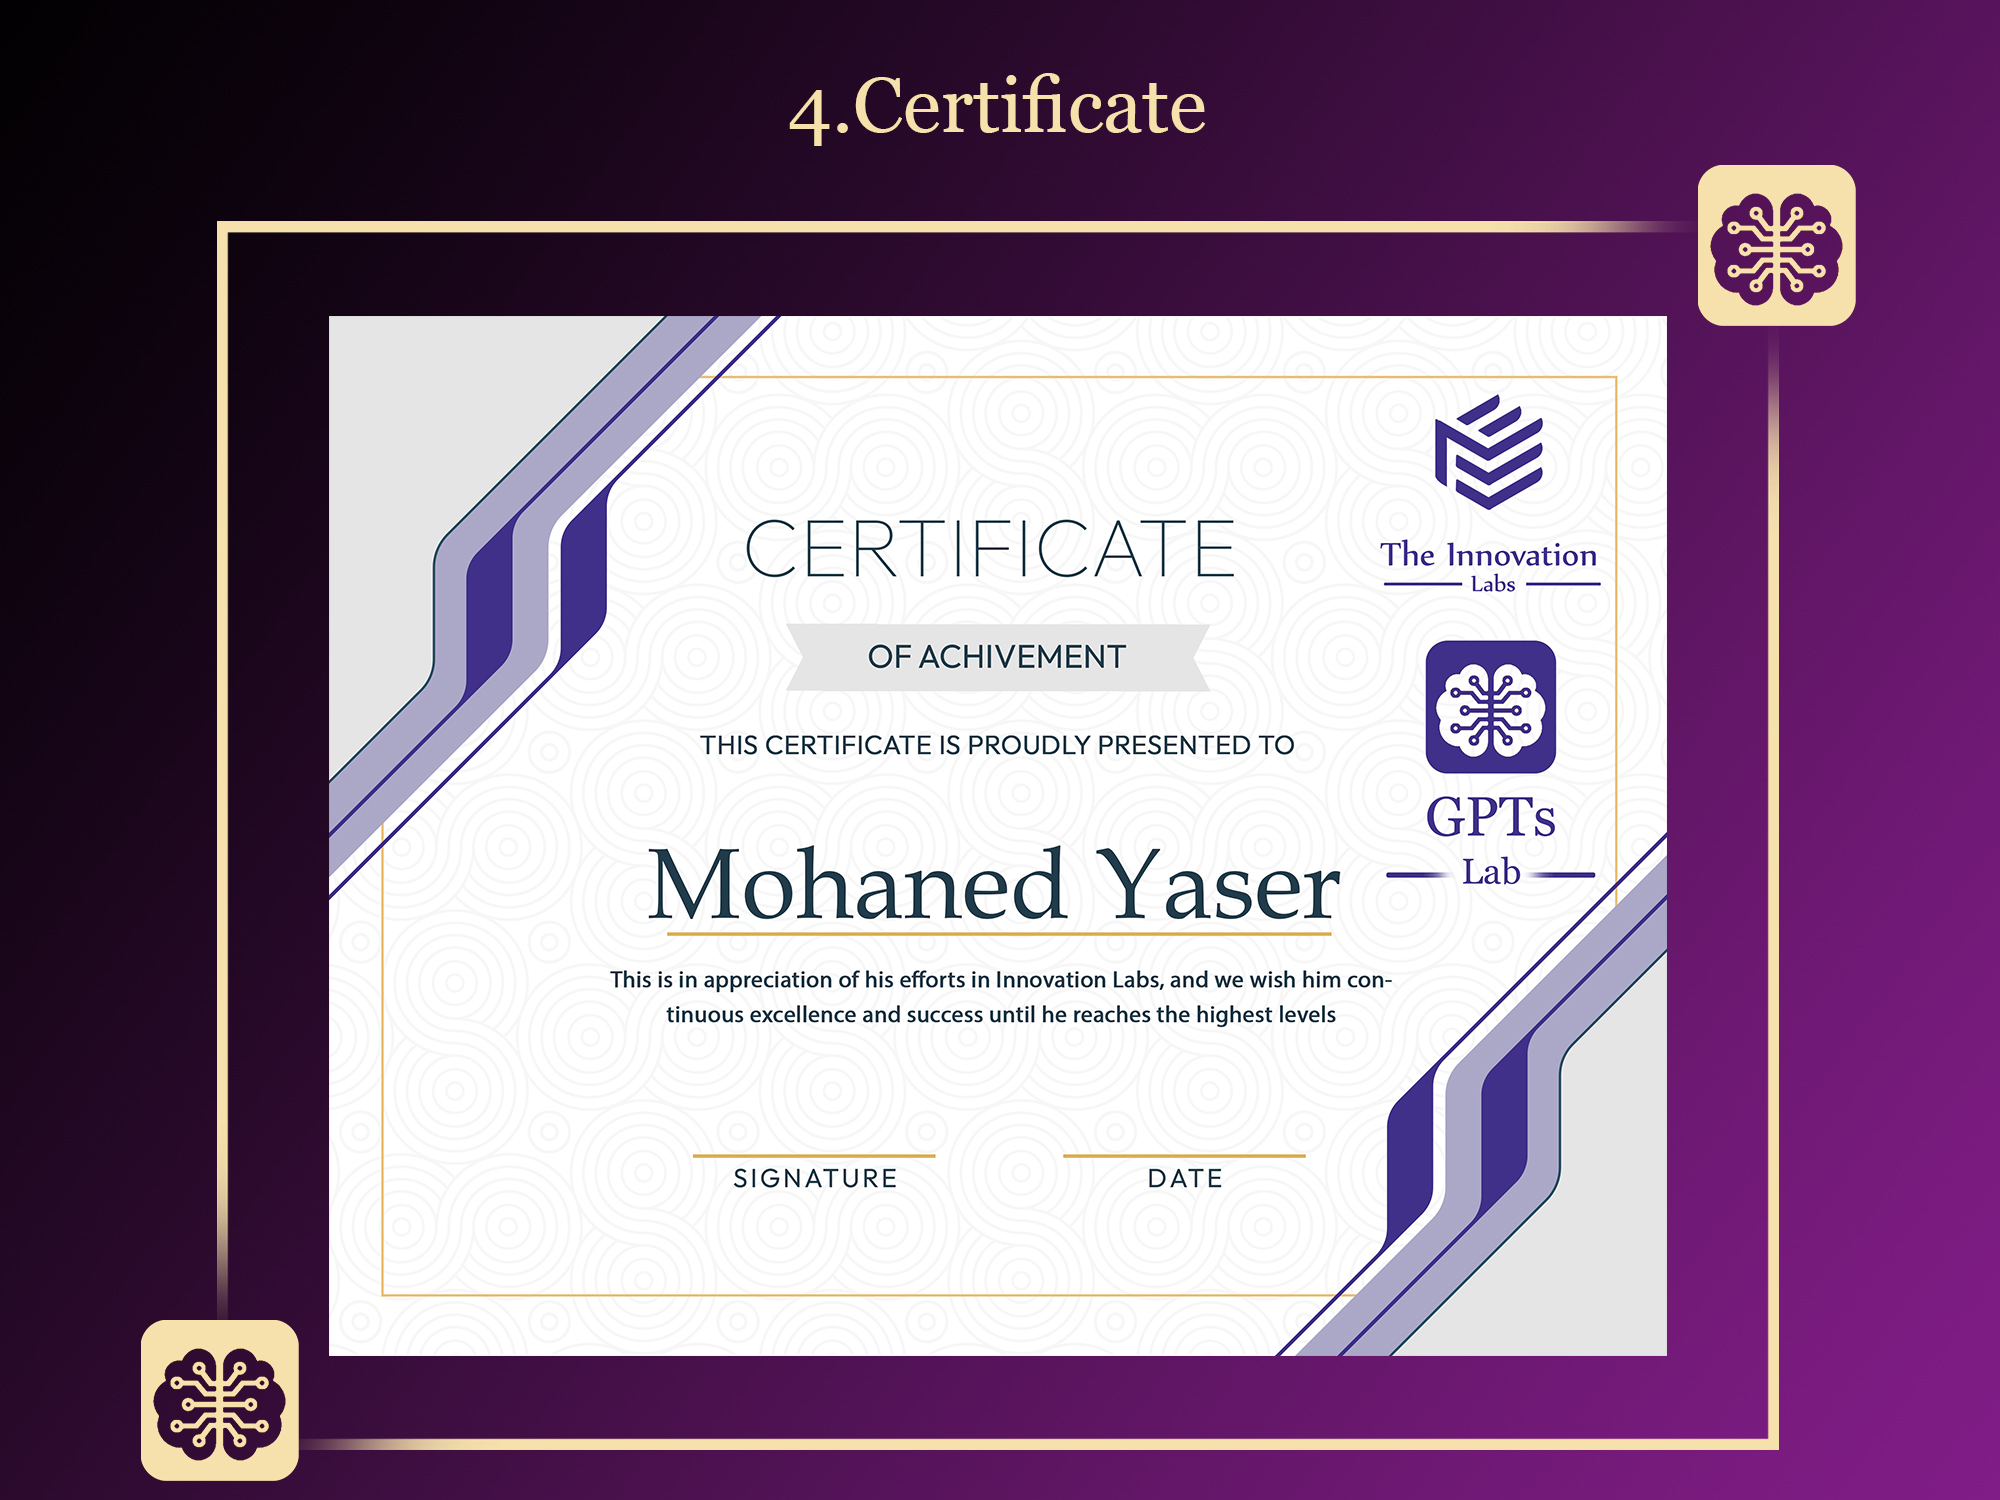 4.Certificate
The Innovation
Labs
CERTIFICATE
OF ACHIVEMENT
THIS CERTIFICATE IS PROUDLY PRESENTED TO
GPTs
Lab
Mohaned Yaser
This is in appreciation of his efforts in Innovation Labs, and we wish him con-
tinuous excellence and success until he reaches the highest levels
SIGNATURE
DATE